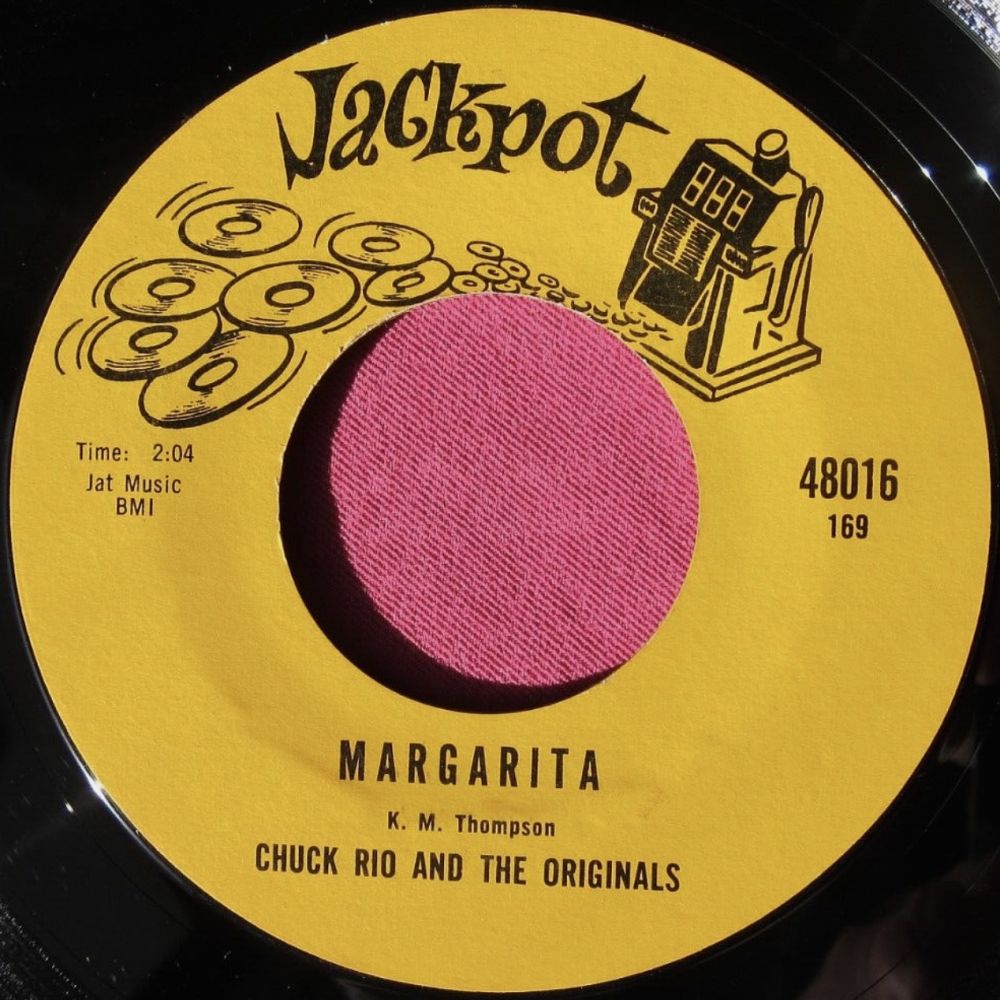 Jackpot
Time: 2:04
Jat Music
BMI
48016
169
MARGARITA
K. M. Thompson
CHUCK RIO AND THE ORIGINALS